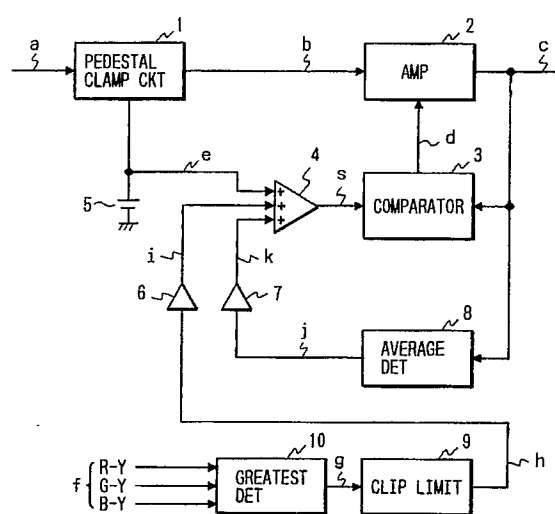 1
2
a
b
c
PEDESTAL
CLAMP CKT
AMP
d
e
4
3
s
5
+
+
+
COMPARATOR
i
k
6
7
8
j
AVERAGE
DET
10
9
f
R-Y
G-Y
B-Y
GREATEST
DET
g
CLIP LIMIT
h